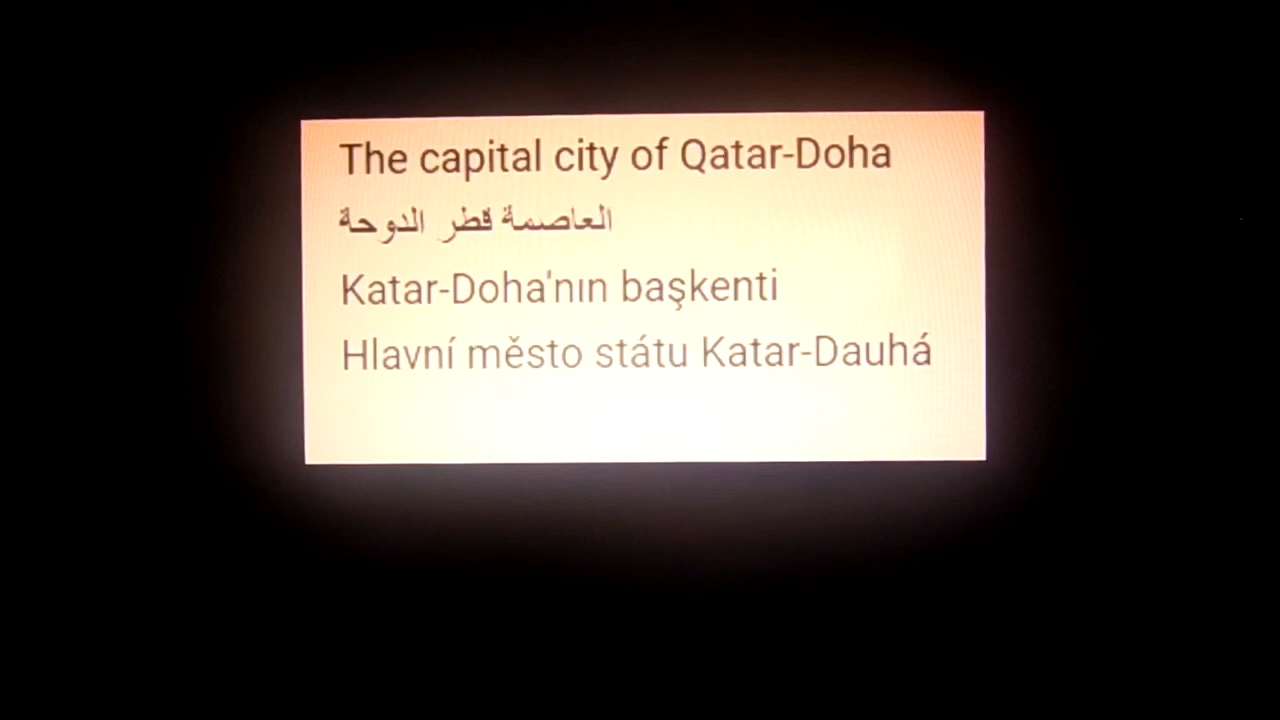 The capital city of Qatar-Doha
العاصمة قطر الدوحة
Katar-Doha'nın başkenti
Hlavní město státu Katar-Dauhá